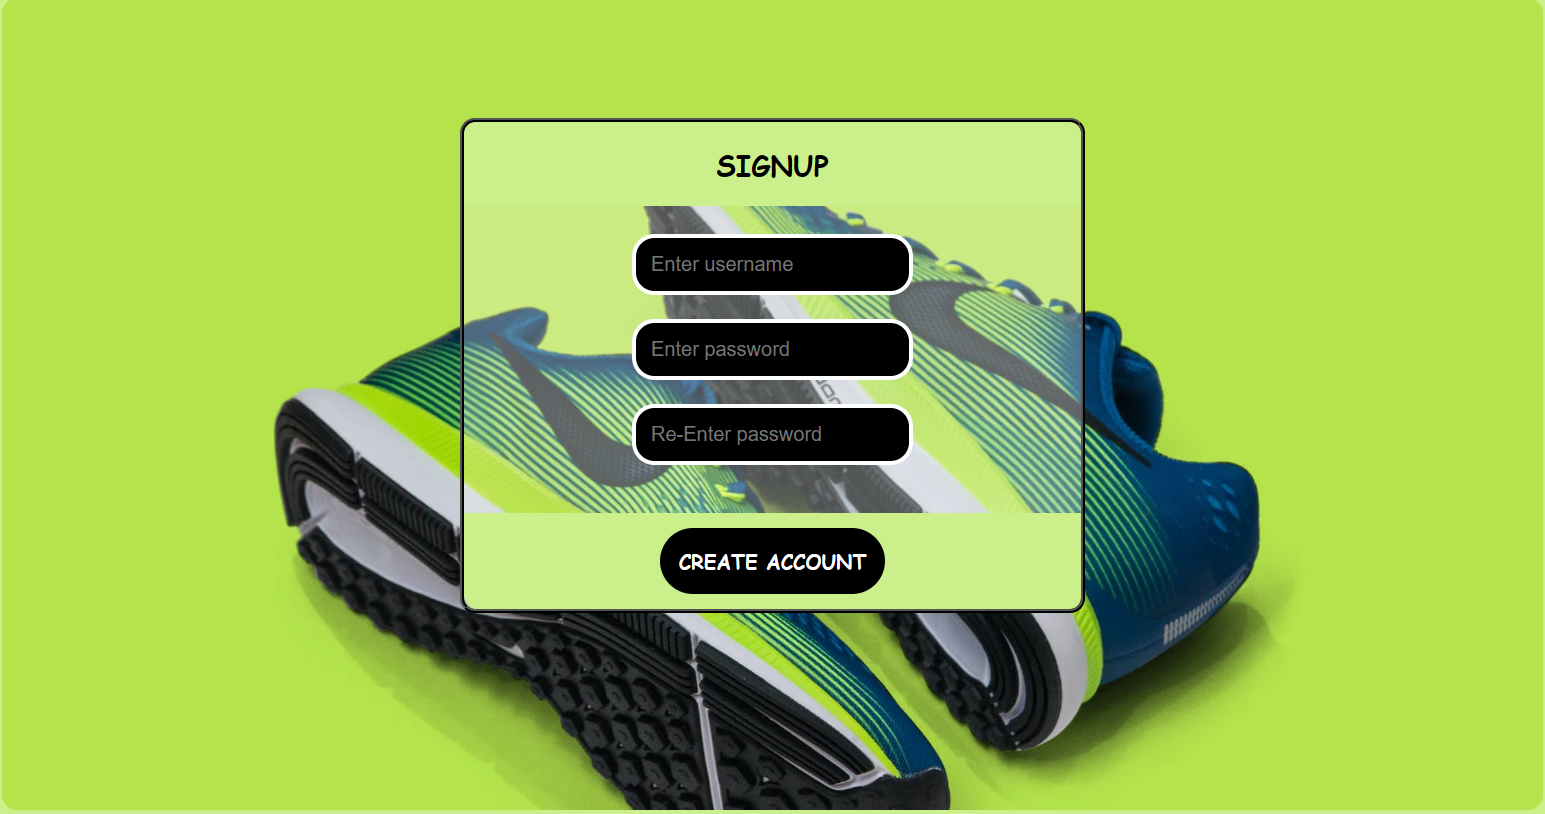 SIGNUP
Enter username
Enter password
Re-Enter password
CREATE ACCOUNT